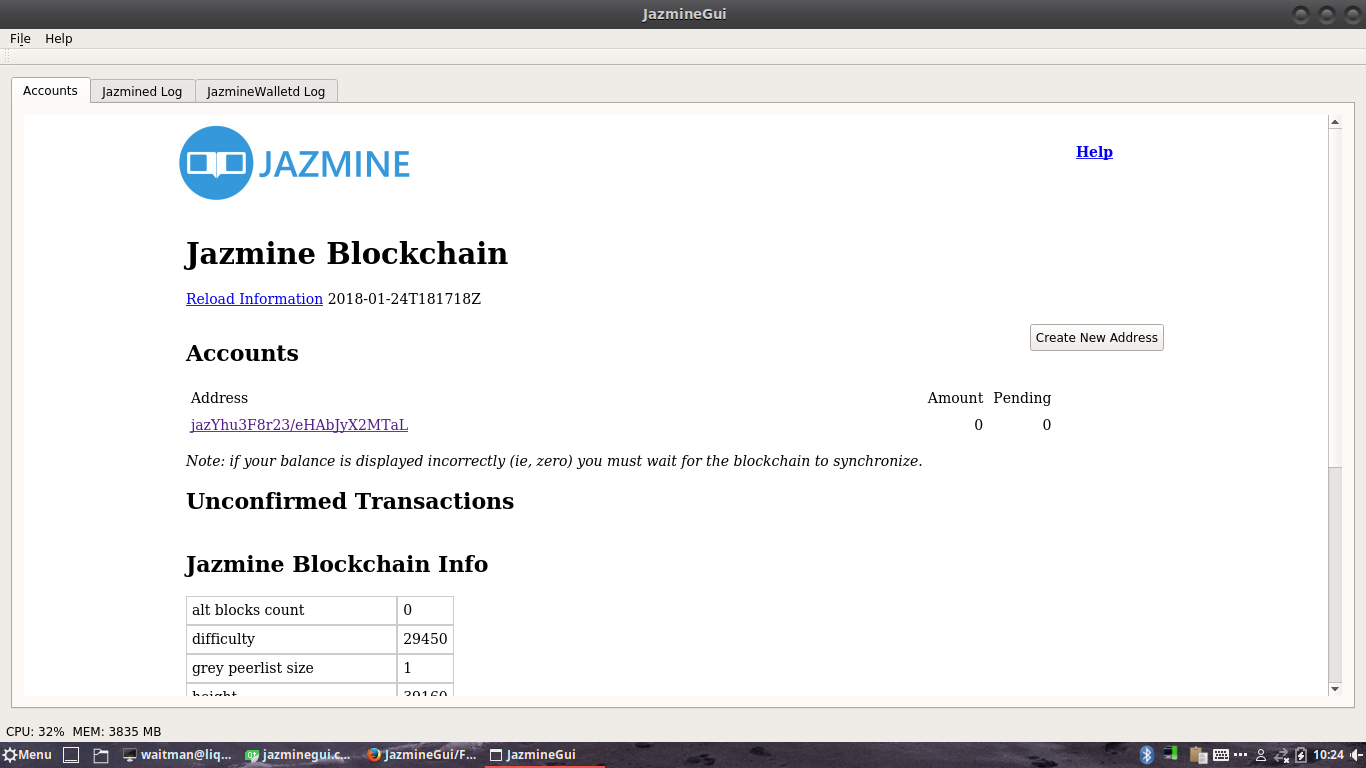 JazmineGui
File Help
Accounts Jazmined Log JazmineWalletd Log
JAZMINE
Help
Jazmine Blockchain
Reload Information 2018-01-24T181718Z
Create New Address
Accounts
Address Amount Pending
jazYhu3F8r23/eHAbJyX2MTaL 0 0
Note: if your balance is displayed incorrectly (ie, zero) you must wait for the blockchain to synchronize.
Unconfirmed Transactions
Jazmine Blockchain Info
alt blocks count 0
difficulty 29450
grey peerlist size 1
height 39160
CPU: 32% MEM: 3835 MB
Menu waitman@liq... jazminegui.c... JazmineGui/F... JazmineGui 10:24